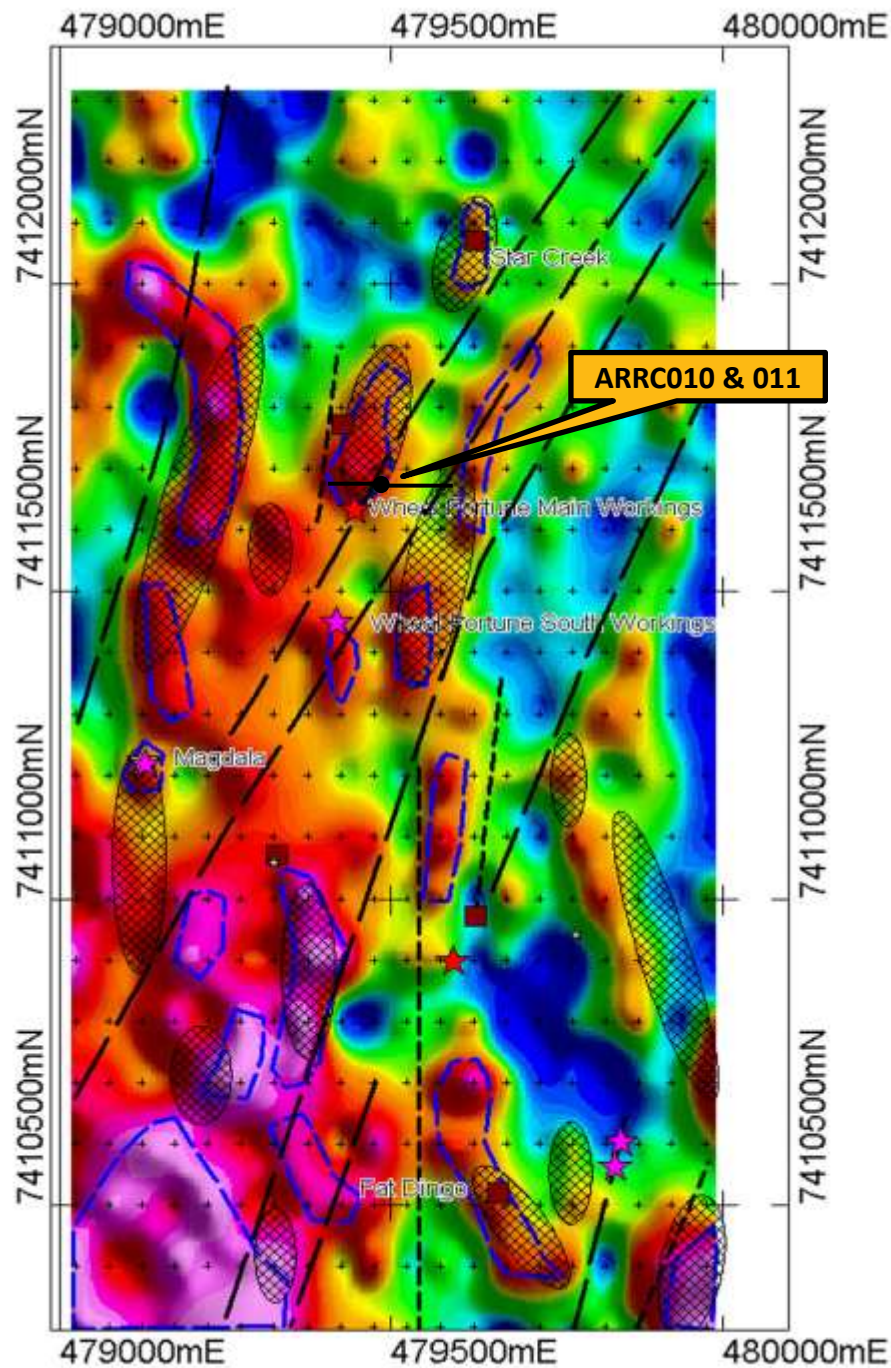 479000mE 479500mE 480000mE
7412000mN 7412000mN
Star Creek
ARRC010 & 011
7411500mN 7411500mN
Wheal Fortune Main Workings
Wheal Fortune South Workings
Magdala
7411000mN 7411000mN
7410500mN 7410500mN
Fat Dingo
479000mE 479500mE 480000mE